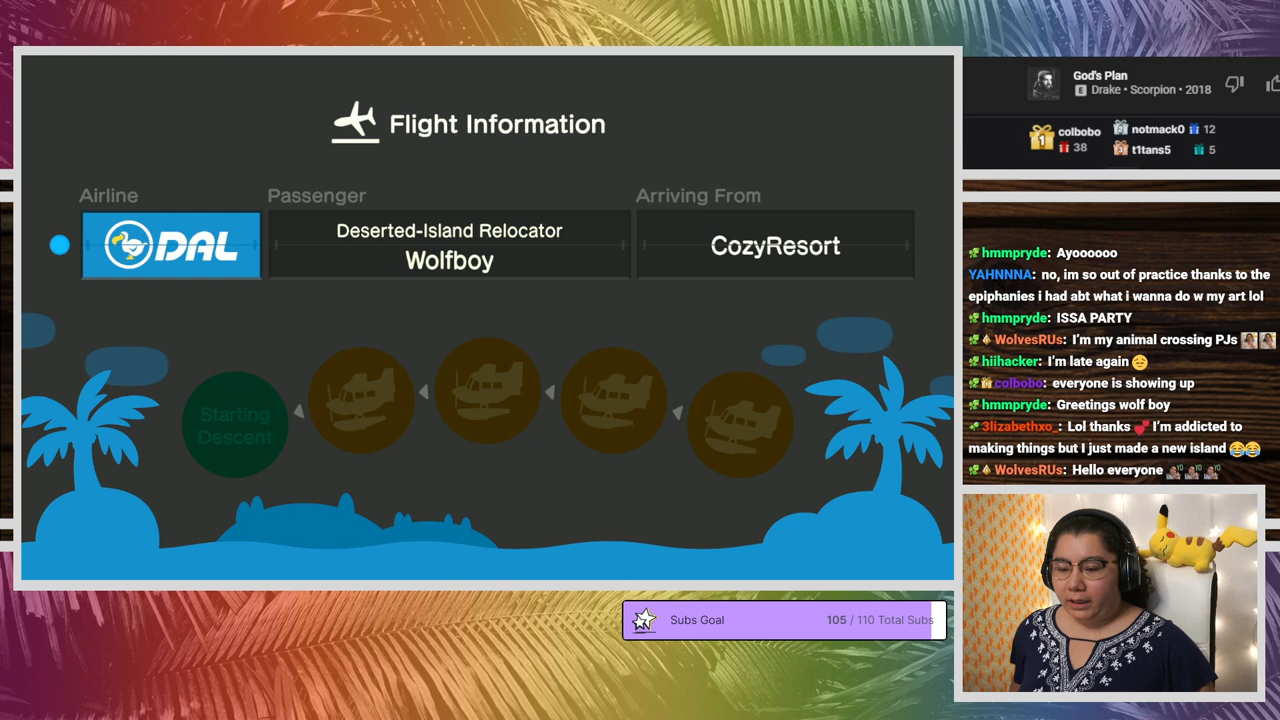 Flight Information
Airline
Passenger
Arriving From
DAL
Deserted-Island Relocator
Wolfboy
CozyResort
Starting
Descent
Subs Goal
105 / 110 Total Subs
God's Plan
E Drake • Scorpion • 2018
1 colbobo
38
2 notmack0 12
3 t1tans5 5
hmmpryde: Ayoooooo
YAHNNNA: no, im so out of practice thanks to the
epiphanies i had abt what i wanna do w my art lol
hmmpryde: ISSA PARTY
WolvesRUs: I'm my animal crossing PJs
hiihacker: I'm late again 😔
colbobo: everyone is showing up
hmmpryde: Greetings wolf boy
3lizabethxo_: Lol thanks 💕 I'm addicted to
making things but I just made a new island 😂😂
WolvesRUs: Hello everyone